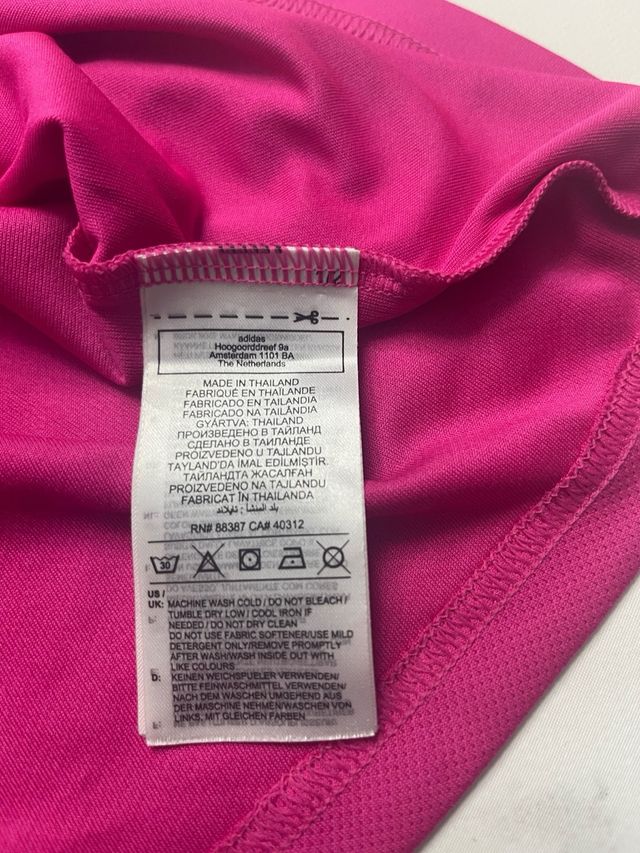 adidas
Hoogoorddreef 9a
Amsterdam 1101 BA
The Netherlands
MADE IN THAILAND
FABRIQUÉ EN THAÏLANDE
FABRICADO EN TAILANDIA
FABRICADO NA TAILÂNDIA
GYÁRTVA: THAILAND
ПРОИЗВЕДЕНО В ТАЙЛАНД
СДЕЛАНО В ТАИЛАНДЕ
PROIZVEDENO U TAJLANDU
TAYLAND'DA İMAL EDİLMİŞTİR.
ТАЙЛАНДТА ЖАСАЛҒАН
PROIZVEDENO NA TAJLANDU
FABRICAT ÎN THAILANDA
بلد المنشأ : تايلاند
RN# 88387 CA# 40312
30
US /
UK: MACHINE WASH COLD / DO NOT BLEACH /
TUMBLE DRY LOW / COOL IRON IF
NEEDED / DO NOT DRY CLEAN
DO NOT USE FABRIC SOFTENER/USE MILD
DETERGENT ONLY/REMOVE PROMPTLY
AFTER WASH/WASH INSIDE OUT WITH
LIKE COLOURS
D: KEINEN WEICHSPUELER VERWENDEN/
BITTE FEINWASCHMITTEL VERWENDEN/
NACH DEM WASCHEN UMGEHEND AUS
DER MASCHINE NEHMEN/WASCHEN VON
LINKS, MIT GLEICHEN FARBEN